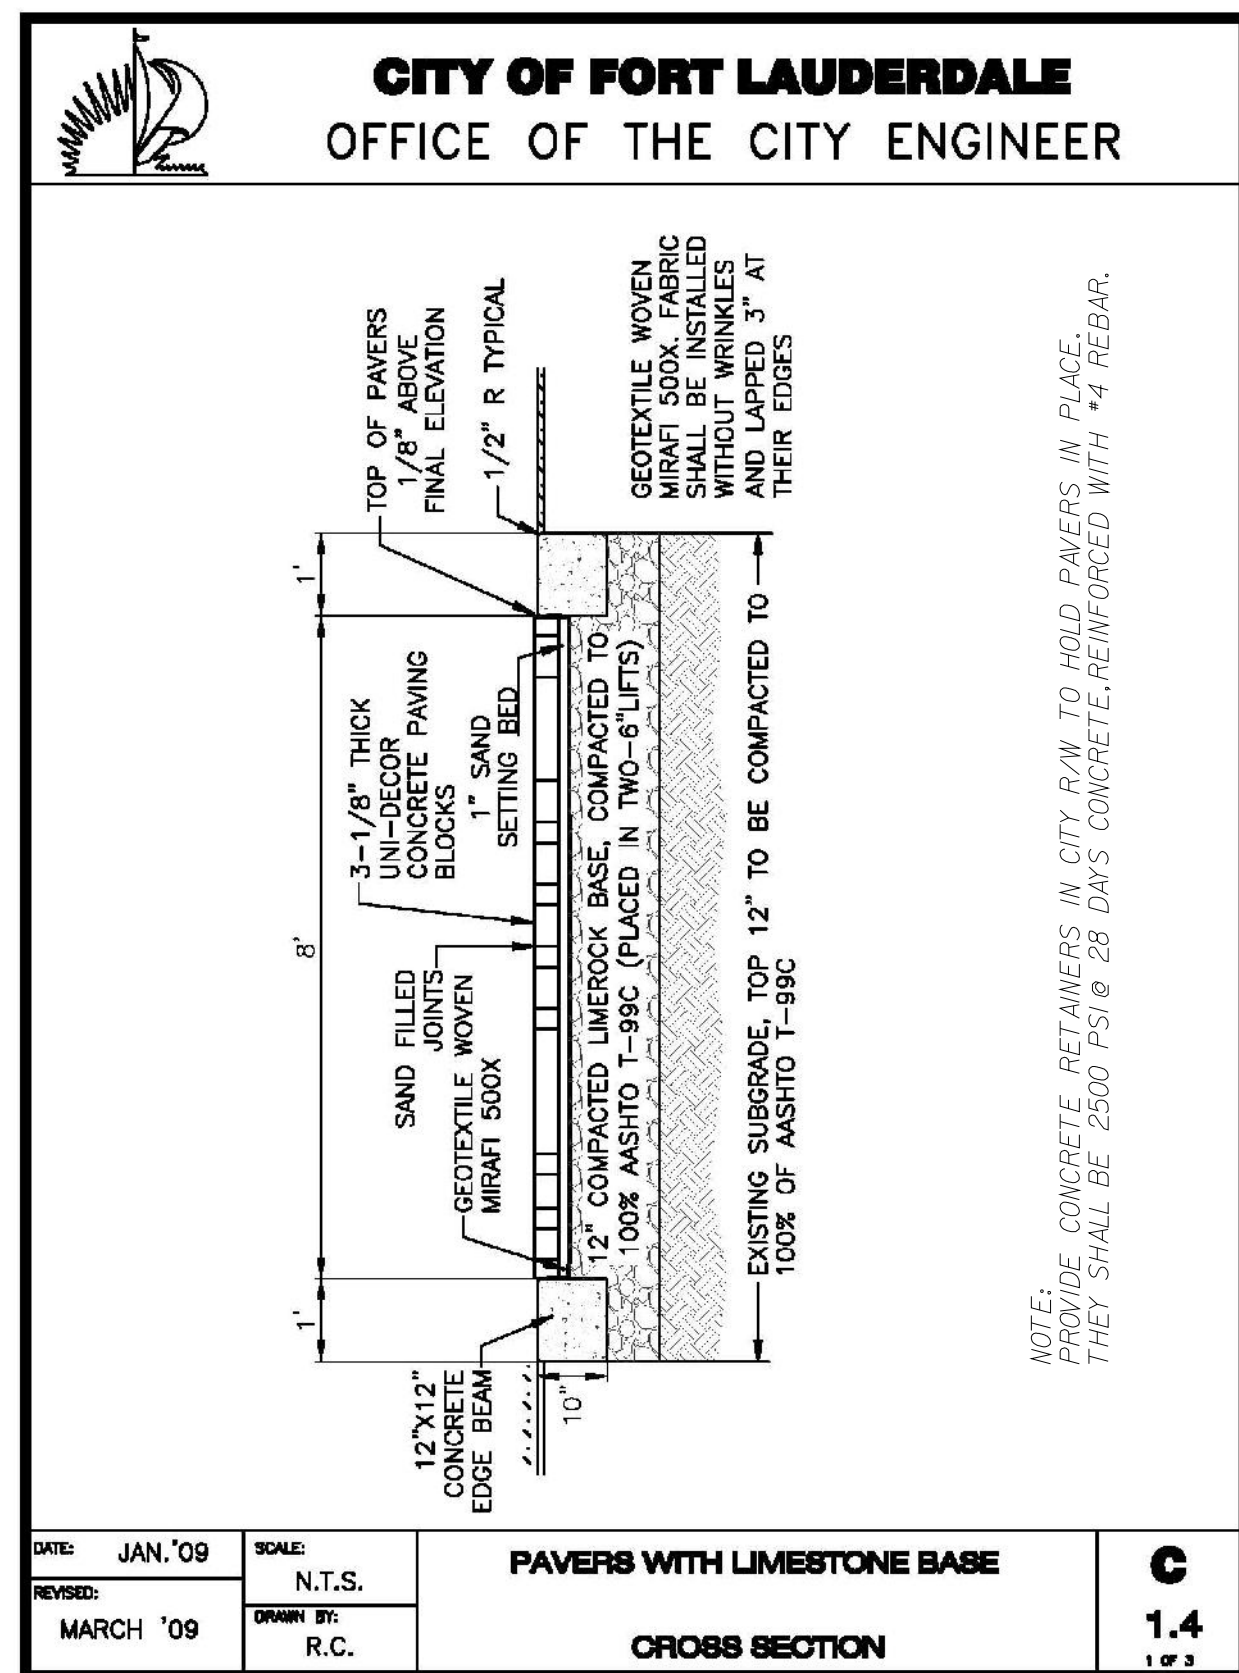 CITY OF FORT LAUDERDALE
OFFICE OF THE CITY ENGINEER
1'
8'
1'
TOP OF PAVERS
1/8" ABOVE
FINAL ELEVATION
1/2" R TYPICAL
3-1/8" THICK
UNI-DECOR
CONCRETE PAVING
BLOCKS
1" SAND
SETTING BED
SAND FILLED
JOINTS
GEOTEXTILE WOVEN
MIRAFI 500X
12"X12"
CONCRETE
EDGE BEAM
10"
12" COMPACTED LIMEROCK BASE, COMPACTED TO
100% AASHTO T-99C (PLACED IN TWO-6"LIFTS)
GEOTEXTILE WOVEN
MIRAFI 500X. FABRIC
SHALL BE INSTALLED
WITHOUT WRINKLES
AND LAPPED 3" AT
THEIR EDGES
EXISTING SUBGRADE, TOP 12" TO BE COMPACTED TO
100% OF AASHTO T-99C
NOTE:
PROVIDE CONCRETE RETAINERS IN CITY R/W TO HOLD PAVERS IN PLACE.
THEY SHALL BE 2500 PSI @ 28 DAYS CONCRETE,REINFORCED WITH #4 REBAR.
DATE: JAN.'09
REVISED:
MARCH '09
SCALE:
N.T.S.
DRAWN BY:
R.C.
PAVERS WITH LIMESTONE BASE
CROSS SECTION
C
1.4
1 OF 3